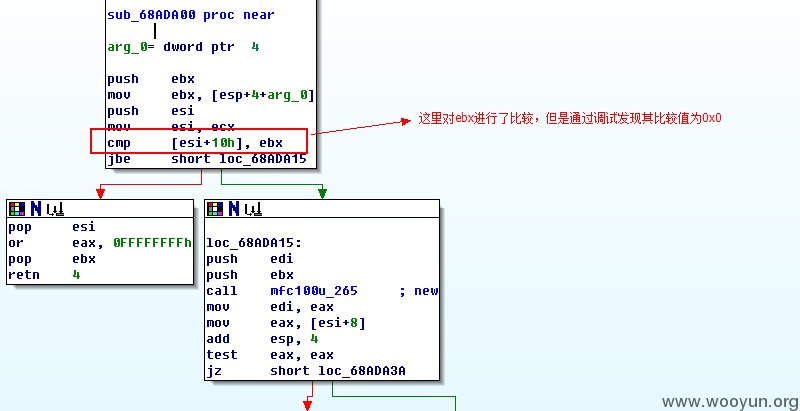 sub_68ADA00 proc near
arg_0= dword ptr  4
push    ebx
mov     ebx, [esp+4+arg_0]
push    esi
mov     esi, ecx
cmp     [esi+10h], ebx
jbe     short loc_68ADA15
这里对ebx进行了比较，但是通过调试发现其比较值为0x0
pop     esi
or      eax, 0FFFFFFFFh
pop     ebx
retn    4
loc_68ADA15:
push    edi
push    ebx
call    mfc100u_265     ; new
mov     edi, eax
mov     eax, [esi+8]
add     esp, 4
test    eax, eax
jz      short loc_68ADA3A
www.wooyun.org